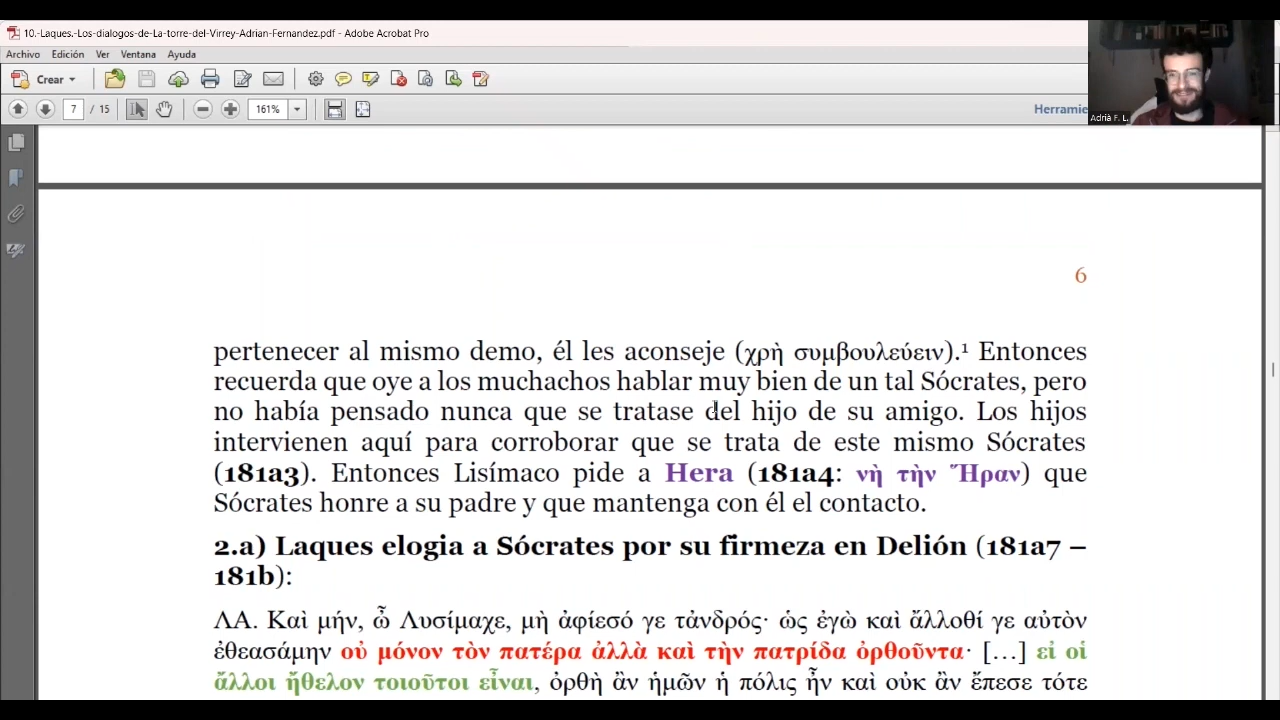 10.-Laques.-Los-dialogos-de-La-torre-del-Virrey-Adrian-Fernandez.pdf - Adobe Acrobat Pro
Archivo Edición Ver Ventana Ayuda
Crear
7 / 15 161% Herramie
Adrià F. L.
6
pertenecer al mismo demo, él les aconseje (χρὴ συμβουλεύειν).¹ Entonces
recuerda que oye a los muchachos hablar muy bien de un tal Sócrates, pero
no había pensado nunca que se tratase del hijo de su amigo. Los hijos
intervienen aquí para corroborar que se trata de este mismo Sócrates
(181a3). Entonces Lisímaco pide a Hera (181a4: νὴ τὴν Ἥραν) que
Sócrates honre a su padre y que mantenga con él el contacto.
2.a) Laques elogia a Sócrates por su firmeza en Delión (181a7 –
181b):
ΛΑ. Καὶ μήν, ὦ Λυσίμαχε, μὴ ἀφίεσό γε τἀνδρός· ὡς ἐγὼ καὶ ἄλλοθί γε αὐτὸν
ἐθεασάμην οὐ μόνον τὸν πατέρα ἀλλὰ καὶ τὴν πατρίδα ὀρθοῦντα· […] εἰ οἱ
ἄλλοι ἤθελον τοιοῦτοι εἶναι, ὀρθὴ ἂν ἡμῶν ἡ πόλις ἦν καὶ οὐκ ἂν ἔπεσε τότε